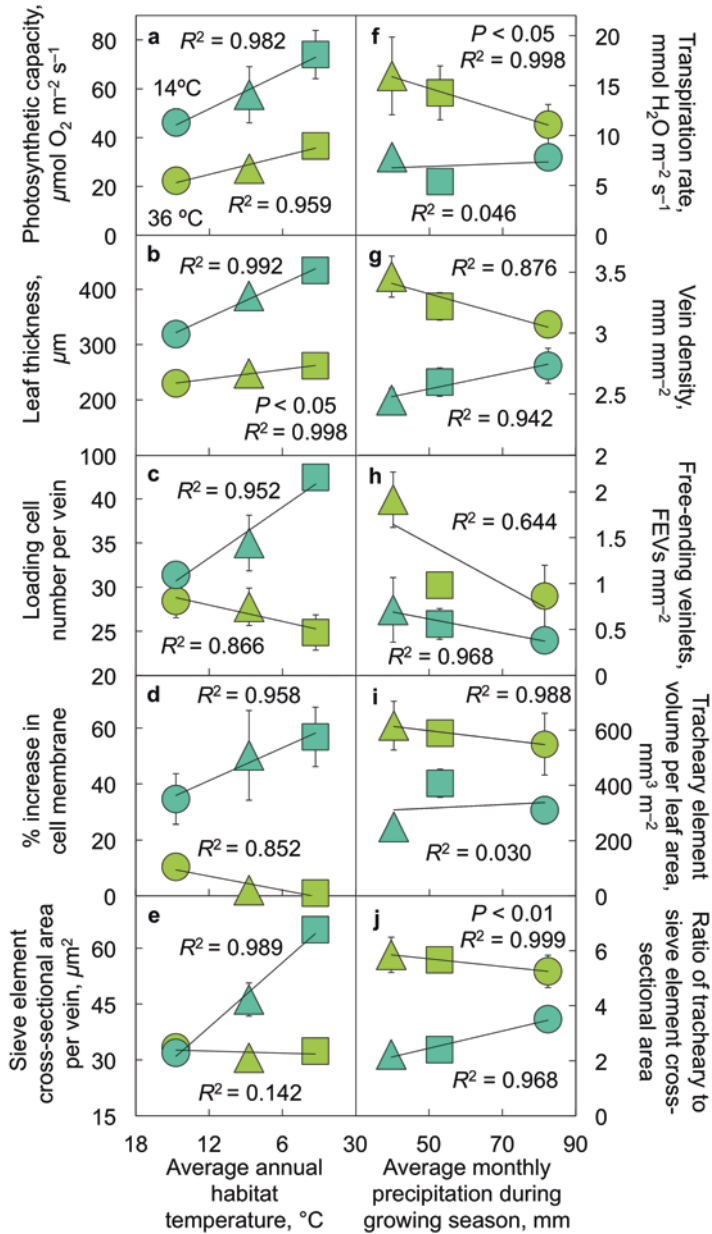 Photosynthetic capacity,
µmol O2 m−2 s−1
80
60
40
20
0
a
R2 = 0.982
14ºC
36 ºC
R2 = 0.959
f
P < 0.05
R2 = 0.998
R2 = 0.046
20
15
10
5
0
Transpiration rate,
mmol H2O m−2 s−1
Leaf thickness,
µm
400
300
200
100
b
R2 = 0.992
P < 0.05
R2 = 0.998
g
R2 = 0.876
R2 = 0.942
3.5
3
2.5
2
Vein density,
mm mm−2
Loading cell
number per vein
40
35
30
25
20
c
R2 = 0.952
R2 = 0.866
h
R2 = 0.644
R2 = 0.968
2
1
0.5
0
Free-ending veinlets,
FEVs mm−2
% increase in
cell membrane
60
40
20
0
d
R2 = 0.958
R2 = 0.852
i
R2 = 0.988
R2 = 0.030
600
400
200
0
Tracheary element
volume per leaf area,
mm3 m−2
Sieve element
cross-sectional area
per vein, µm2
60
45
30
15
e
R2 = 0.989
R2 = 0.142
j
P < 0.01
R2 = 0.999
R2 = 0.968
6
4
2
0
Ratio of tracheary to
sieve element cross-
sectional area
18 12 6 30 50 70 90
Average annual
habitat
temperature, °C
Average monthly
precipitation during
growing season, mm